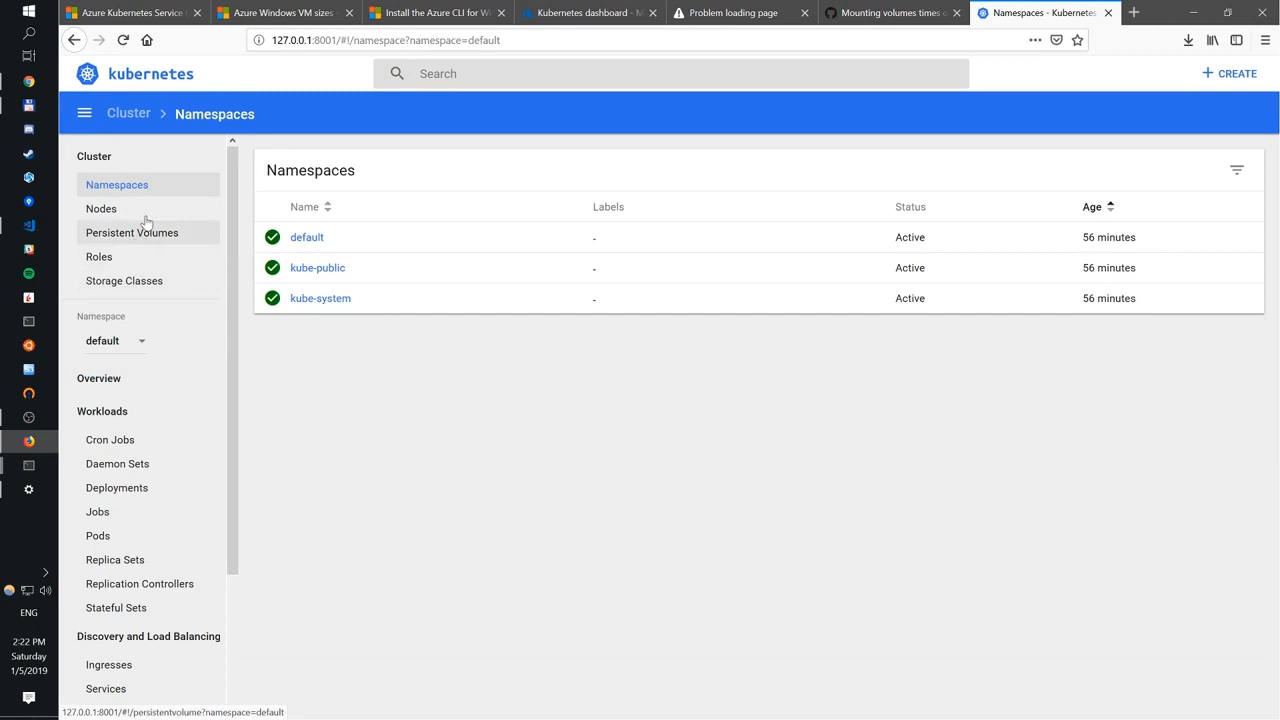 Azure Kubernetes Service
Azure Windows VM sizes -
Install the Azure CLI for W
Kubernetes dashboard - M
Problem loading page
Mounting volumes times o
Namespaces - Kubernetes
127.0.0.1:8001/#!/namespace?namespace=default
kubernetes
Search
+ CREATE
Cluster > Namespaces
Cluster
Namespaces
Nodes
Persistent Volumes
Roles
Storage Classes
Namespace
default
Overview
Workloads
Cron Jobs
Daemon Sets
Deployments
Jobs
Pods
Replica Sets
Replication Controllers
Stateful Sets
Discovery and Load Balancing
Ingresses
Services
Namespaces
Name Labels Status Age
default - Active 56 minutes
kube-public - Active 56 minutes
kube-system - Active 56 minutes
ENG
2:22 PM
Saturday
1/5/2019
127.0.0.1:8001/#!/persistentvolume?namespace=default